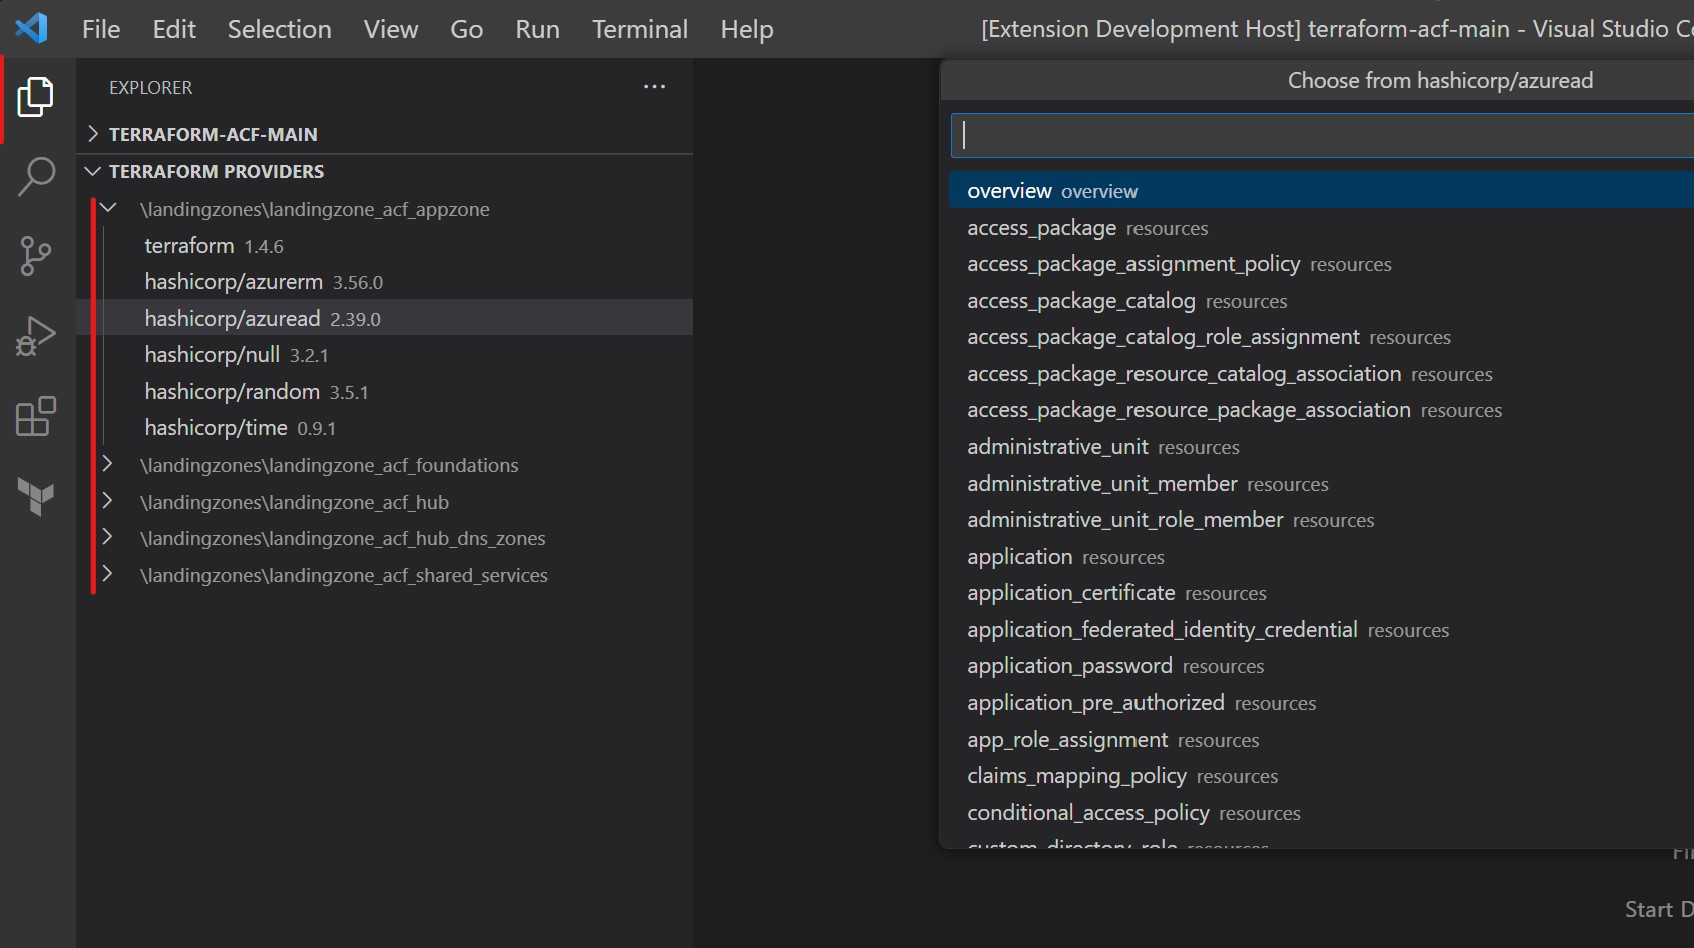 File Edit Selection View Go Run Terminal Help [Extension Development Host] terraform-acf-main - Visual Studio
EXPLORER
TERRAFORM-ACF-MAIN
TERRAFORM PROVIDERS
\landingzones\landingzone_acf_appzone
terraform 1.4.6
hashicorp/azurerm 3.56.0
hashicorp/azuread 2.39.0
hashicorp/null 3.2.1
hashicorp/random 3.5.1
hashicorp/time 0.9.1
\landingzones\landingzone_acf_foundations
\landingzones\landingzone_acf_hub
\landingzones\landingzone_acf_hub_dns_zones
\landingzones\landingzone_acf_shared_services
Choose from hashicorp/azuread
overview overview
access_package resources
access_package_assignment_policy resources
access_package_catalog resources
access_package_catalog_role_assignment resources
access_package_resource_catalog_association resources
access_package_resource_package_association resources
administrative_unit resources
administrative_unit_member resources
administrative_unit_role_member resources
application resources
application_certificate resources
application_federated_identity_credential resources
application_password resources
application_pre_authorized resources
app_role_assignment resources
claims_mapping_policy resources
conditional_access_policy resources
custom_directory_role resources
Start